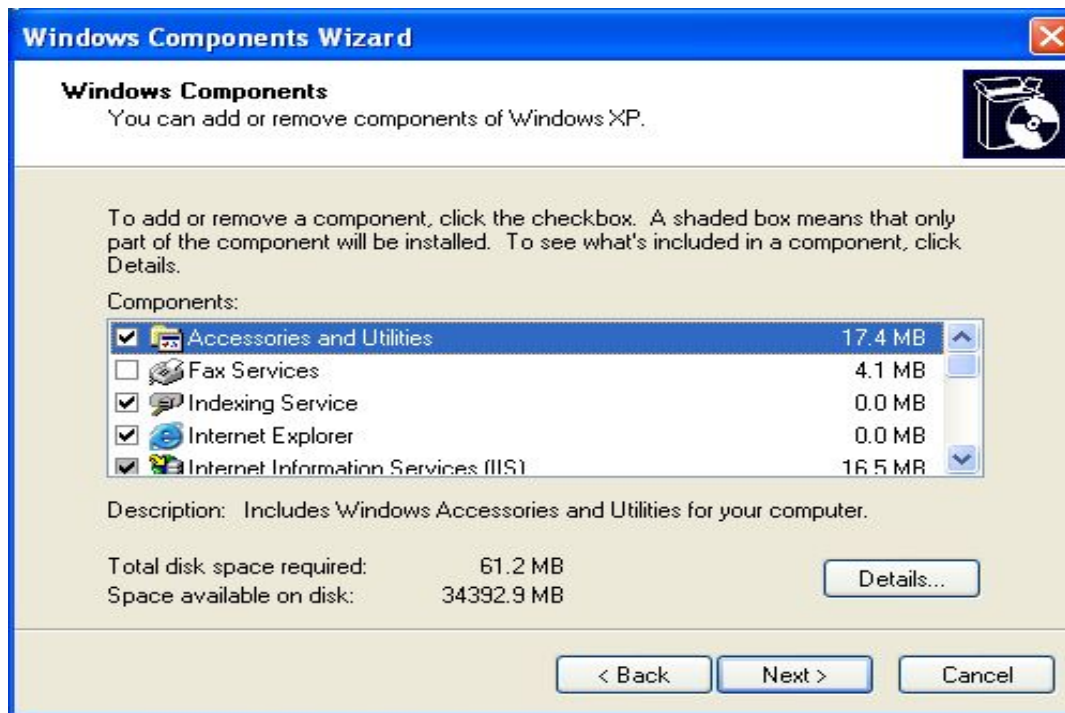 Windows Components Wizard
Windows Components
You can add or remove components of Windows XP.
To add or remove a component, click the checkbox. A shaded box means that only
part of the component will be installed. To see what's included in a component, click
Details.
Components:
Accessories and Utilities 17.4 MB
Fax Services 4.1 MB
Indexing Service 0.0 MB
Internet Explorer 0.0 MB
Internet Information Services (IIS) 16.5 MB
Description: Includes Windows Accessories and Utilities for your computer.
Total disk space required: 61.2 MB
Space available on disk: 34392.9 MB
Details...
< Back Next > Cancel